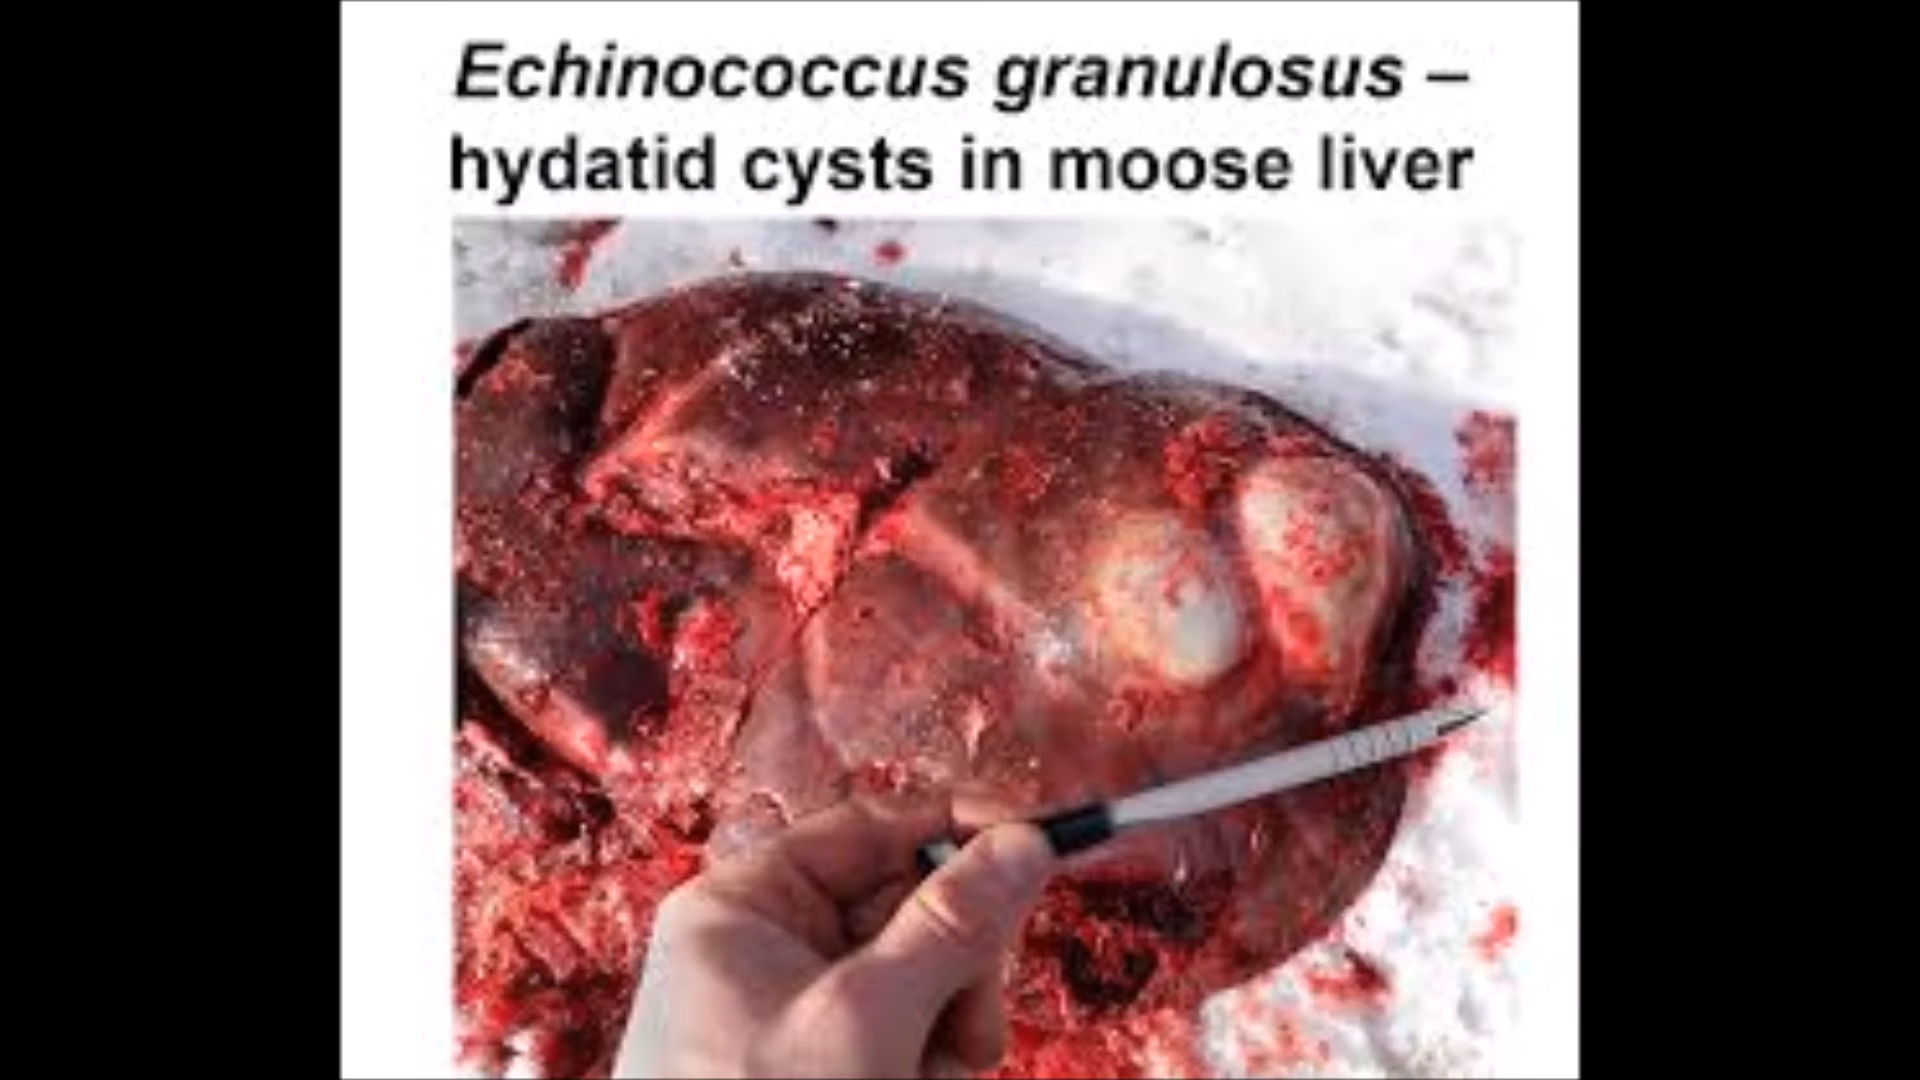 Echinococcus granulosus –
hydatid cysts in moose liver